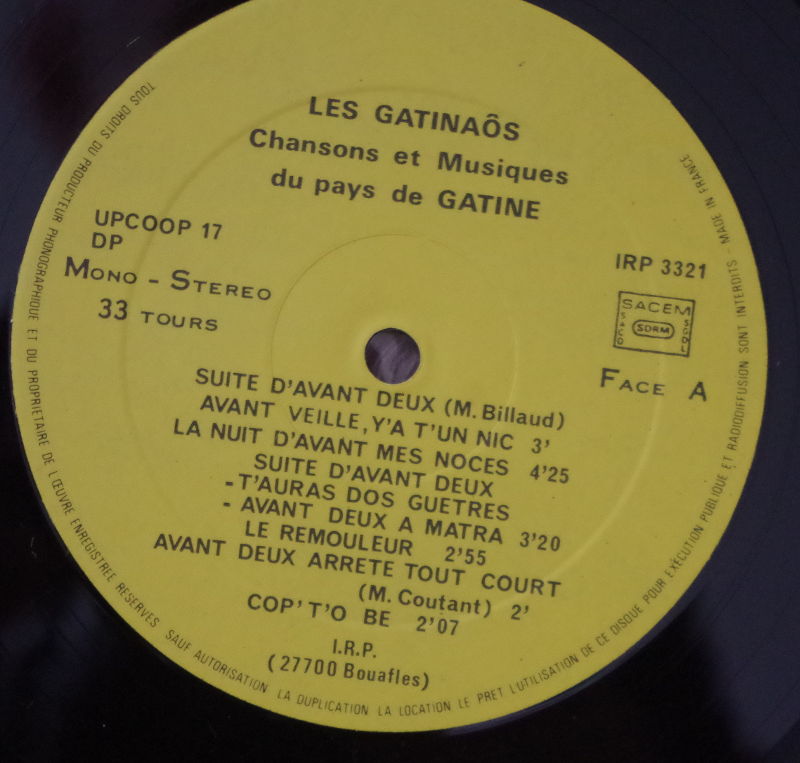 LES GATINAÔS
Chansons et Musiques
du pays de GATINE
UPCOOP 17
DP
MONO - STEREO
33 TOURS
IRP 3321
SACEM
SACD
SDRM
SGDL
FACE A
SUITE D'AVANT DEUX (M. Billaud)
AVANT VEILLE, Y'A T'UN NIC 3'
LA NUIT D'AVANT MES NOCES 4'25
SUITE D'AVANT DEUX
- T'AURAS DOS GUETRES
- AVANT DEUX A MATRA 3'20
LE REMOULEUR 2'55
AVANT DEUX ARRETE TOUT COURT
(M. Coutant) 2'
COP' T'O BE 2'07
I.R.P.
(27700 Bouafles)
TOUS DROITS DU PRODUCTEUR PHONOGRAPHIQUE ET DU PROPRIETAIRE DE L'ŒUVRE ENREGISTREE RESERVES SAUF AUTORISATION LA DUPLICATION LA LOCATION LE PRET L'UTILISATION DE CE DISQUE POUR EXECUTION PUBLIQUE ET RADIODIFFUSION SONT INTERDITS - MADE IN FRANCE